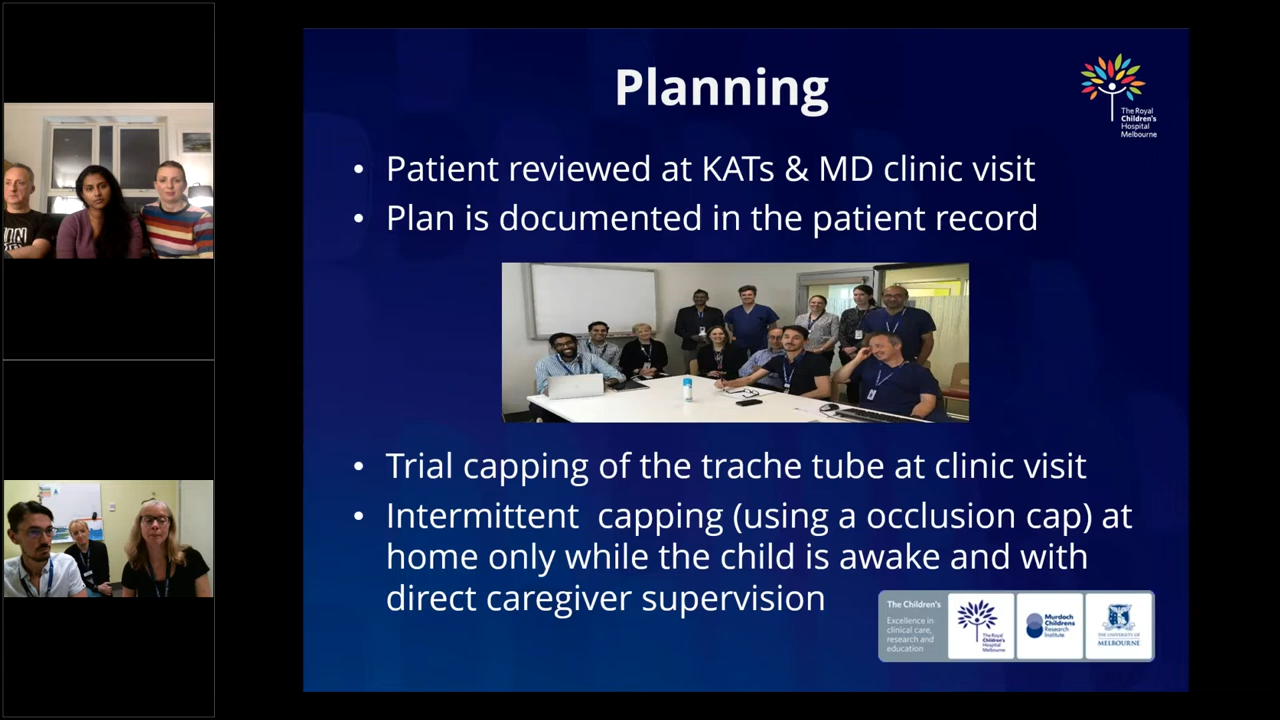 Planning
The Royal
Children's
Hospital
Melbourne
• Patient reviewed at KATs & MD clinic visit
• Plan is documented in the patient record
• Trial capping of the trache tube at clinic visit
• Intermittent  capping (using a occlusion cap) at
home only while the child is awake and with
direct caregiver supervision
The Children's
Excellence in
clinical care,
research and
education
The Royal
Children's
Hospital
Melbourne
Murdoch
Childrens
Research
Institute
THE UNIVERSITY OF
MELBOURNE